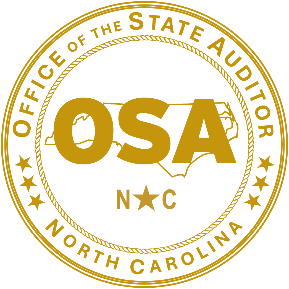 OFFICE OF THE STATE AUDITOR
OSA
N★C
NORTH CAROLINA